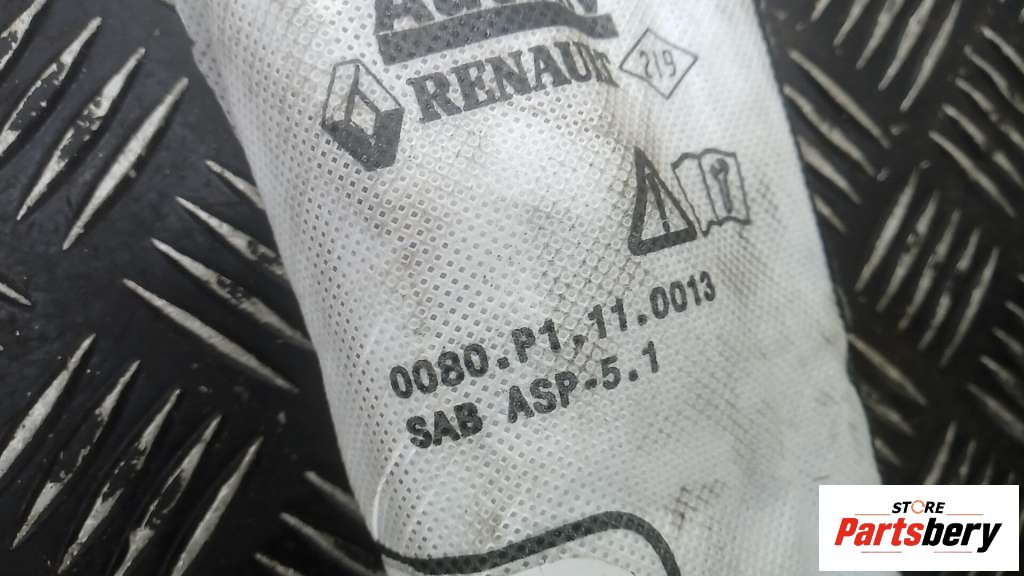 RENAULT
219
0080.P1.11.0013
SAB ASP-5.1
STORE
Partsbery